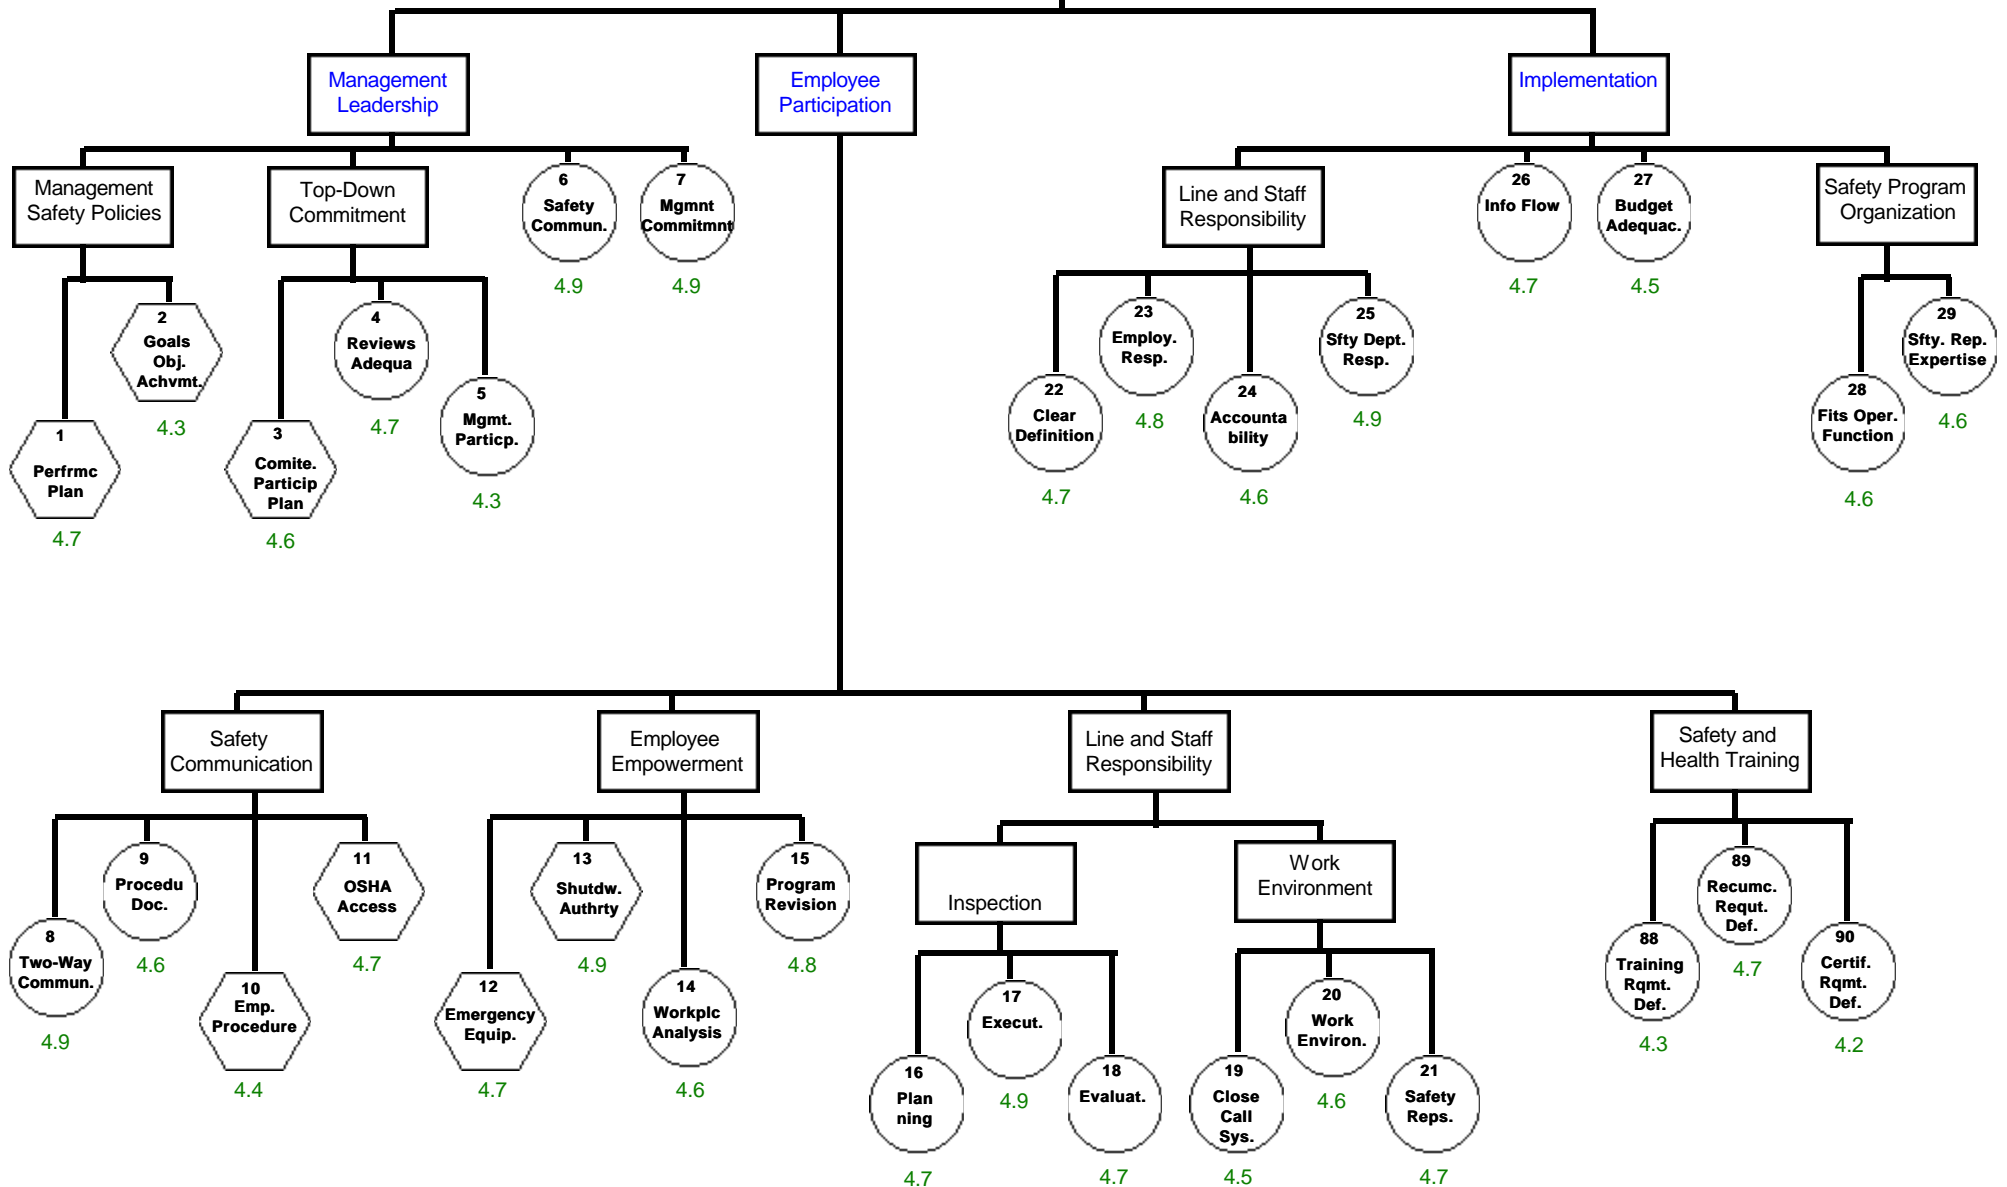 Management
Leadership
Employee
Participation
Implementation
Management
Safety Policies
Top-Down
Commitment
6
Safety
Commun.
4.9
7
Mgmnt
Commitmnt
4.9
Line and Staff
Responsibility
26
Info Flow
4.7
27
Budget
Adequac.
4.5
Safety Program
Organization
1
Perfrmc
Plan
4.7
2
Goals
Obj.
Achvmt.
4.3
3
Comite.
Particip
Plan
4.6
4
Reviews
Adequa
4.7
5
Mgmt.
Particp.
4.3
22
Clear
Definition
4.7
23
Employ.
Resp.
4.8
24
Accounta
bility
4.6
25
Sfty Dept.
Resp.
4.9
28
Fits Oper.
Function
4.6
29
Sfty. Rep.
Expertise
4.6
Safety
Communication
Employee
Empowerment
Line and Staff
Responsibility
Safety and
Health Training
8
Two-Way
Commun.
4.9
9
Procedu
Doc.
4.6
10
Emp.
Procedure
4.4
11
OSHA
Access
4.7
12
Emergency
Equip.
4.7
13
Shutdw.
Authrty
4.9
14
Workplc
Analysis
4.6
15
Program
Revision
4.8
Inspection
Work
Environment
16
Plan
ning
4.7
17
Execut.
4.9
18
Evaluat.
4.7
19
Close
Call
Sys.
4.5
20
Work
Environ.
4.6
21
Safety
Reps.
4.7
88
Training
Rqmt.
Def.
4.3
89
Recumc.
Requt.
Def.
4.7
90
Certif.
Rqmt.
Def.
4.2